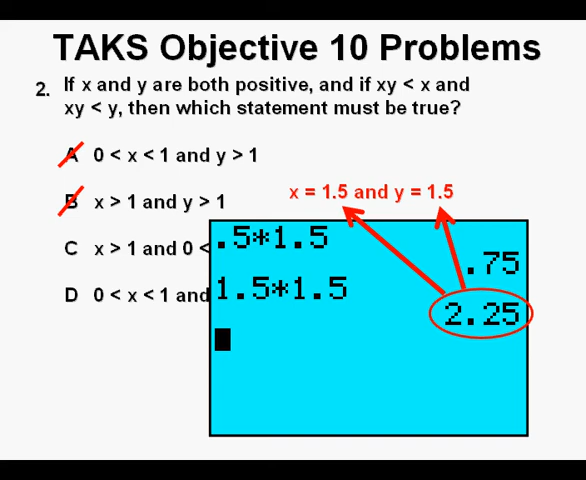 TAKS Objective 10 Problems
2. If x and y are both positive, and if xy < x and
xy < y, then which statement must be true?
A 0 < x < 1 and y > 1
B x > 1 and y > 1
x = 1.5 and y = 1.5
C x > 1 and 0 <
D 0 < x < 1 and
.5*1.5
.75
1.5*1.5
2.25